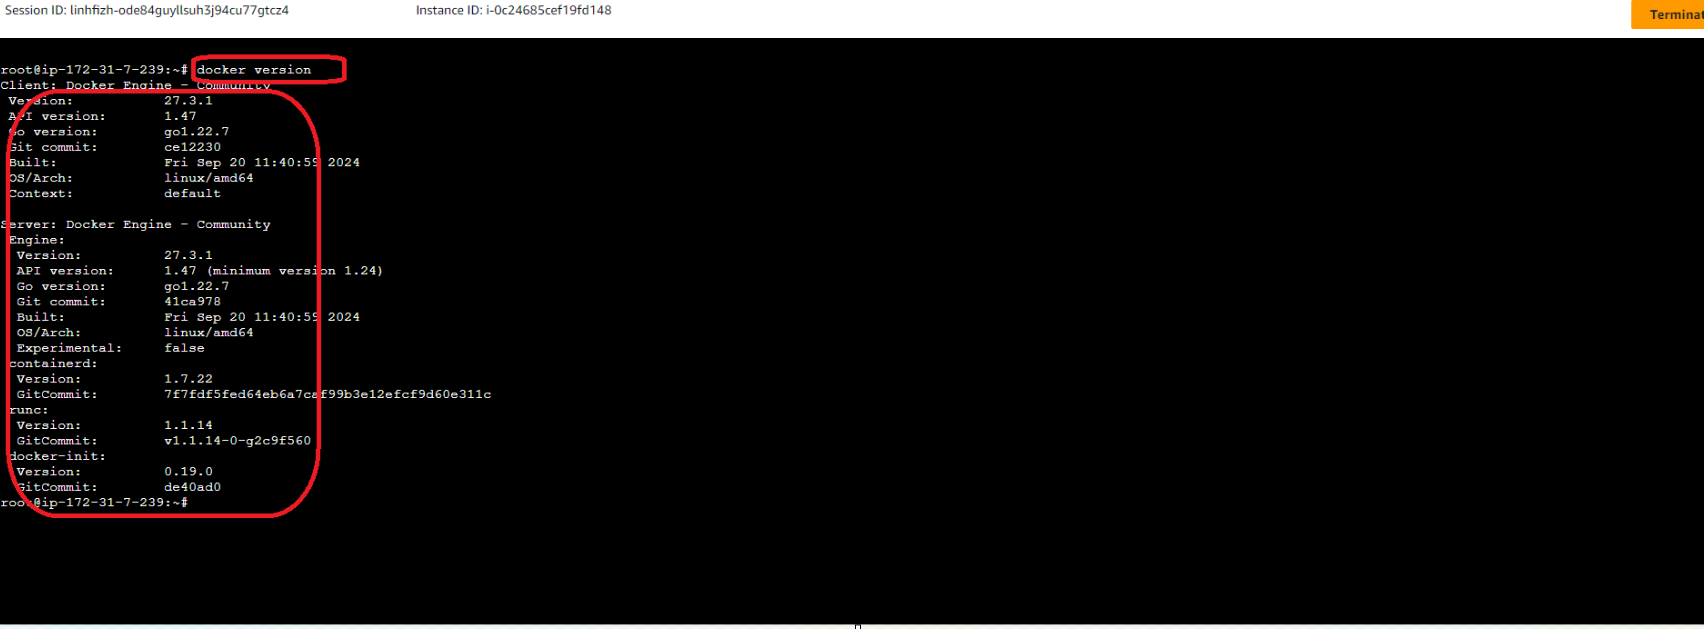 Session ID: linhfizh-ode84guyllsuh3j94cu77gtcz4 Instance ID: i-0c24685cef19fd148 Terminat
root@ip-172-31-7-239:~# docker version
Client: Docker Engine - Community
Version: 27.3.1
API version: 1.47
Go version: go1.22.7
Git commit: ce12230
Built: Fri Sep 20 11:40:59 2024
OS/Arch: linux/amd64
Context: default
Server: Docker Engine - Community
Engine:
Version: 27.3.1
API version: 1.47 (minimum version 1.24)
Go version: go1.22.7
Git commit: 41ca978
Built: Fri Sep 20 11:40:59 2024
OS/Arch: linux/amd64
Experimental: false
containerd:
Version: 1.7.22
GitCommit: 7f7fdf5fed64eb6a7caf99b3e12efcf9d60e311c
runc:
Version: 1.1.14
GitCommit: v1.1.14-0-g2c9f560
docker-init:
Version: 0.19.0
GitCommit: de40ad0
root@ip-172-31-7-239:~#